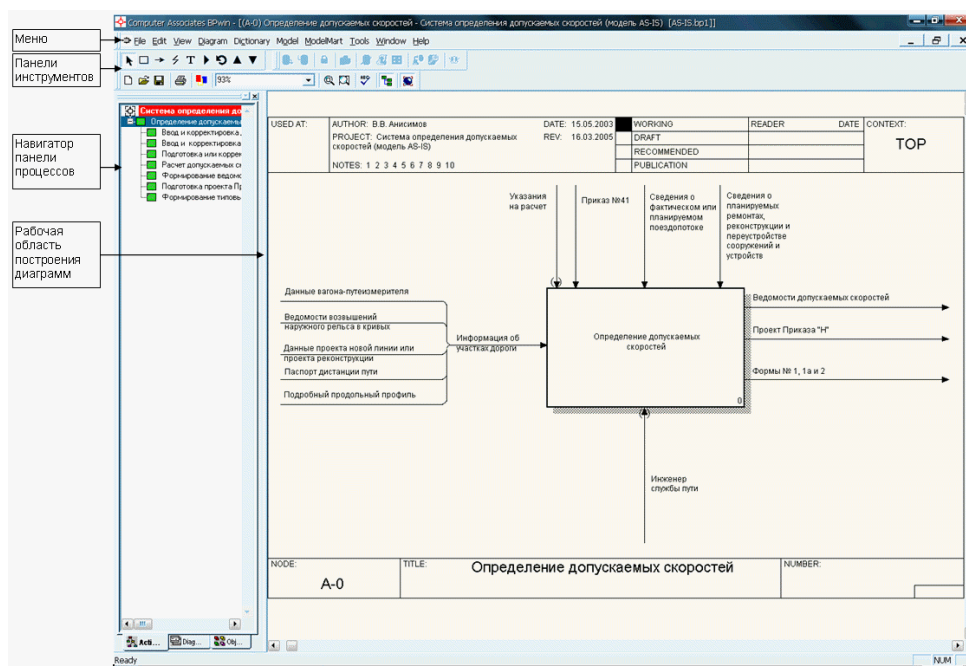 Computer Associates BPwin - [(A-0) Определение допускаемых скоростей - Система определения допускаемых скоростей (модель AS-IS) [AS-IS.bp1]]
Меню
File Edit View Diagram Dictionary Model ModelMart Tools Window Help
Панели
инструментов
93%
Навигатор
панели
процессов
Рабочая
область
построения
диаграмм
Система определения до
Определение допускаемы
Ввод и корректировка
Ввод и корректировка
Подготовка или коррек
Расчет допускаемых с
Формирование ведом
Подготовка проекта П
Формирование типовы
USED AT:
AUTHOR: В.В.Анисимов
DATE: 15.05.2003
PROJECT: Система определения допускаемых
скоростей (модель AS-IS)
REV: 16.03.2005
NOTES: 1 2 3 4 5 6 7 8 9 10
WORKING
DRAFT
RECOMMENDED
PUBLICATION
READER
DATE
CONTEXT:
TOP
Указания
на расчет
Приказ №41
Сведения о
фактическом или
планируемом
поездопотоке
Сведения о
планируемых
ремонтах,
реконструкции и
переустройстве
сооружений и
устройств
Данные вагона-путеизмерителя
Ведомости возвышений
наружного рельса в кривых
Данные проекта новой линии или
проекта реконструкции
Паспорт дистанции пути
Подробный продольный профиль
Информация об
участках дороги
Определение допускаемых
скоростей
0
Ведомости допускаемых скоростей
Проект Приказа "Н"
Формы № 1, 1а и 2
Инженер
службы пути
NODE:
A-0
TITLE:
Определение допускаемых скоростей
NUMBER:
Acti...
Diag...
Obj...
Ready
NUM